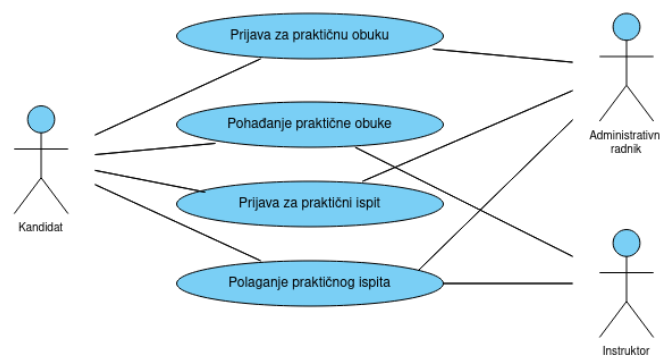 Prijava za praktičnu obuku
Pohađanje praktične obuke
Prijava za praktični ispit
Polaganje praktičnog ispita
Kandidat
Administrativn
radnik
Instruktor